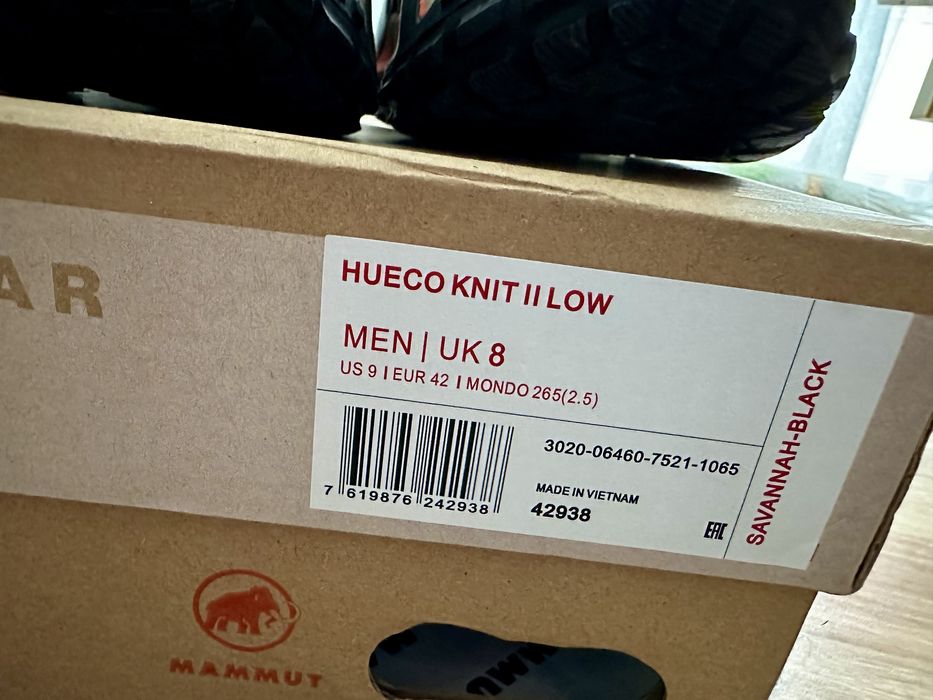 AR
HUECO KNIT II LOW
MEN | UK 8
US 9 I EUR 42 I MONDO 265(2.5)
7 619876 242938
3020-06460-7521-1065
MADE IN VIETNAM
42938
EAC
SAVANNAH-BLACK
MAMMUT